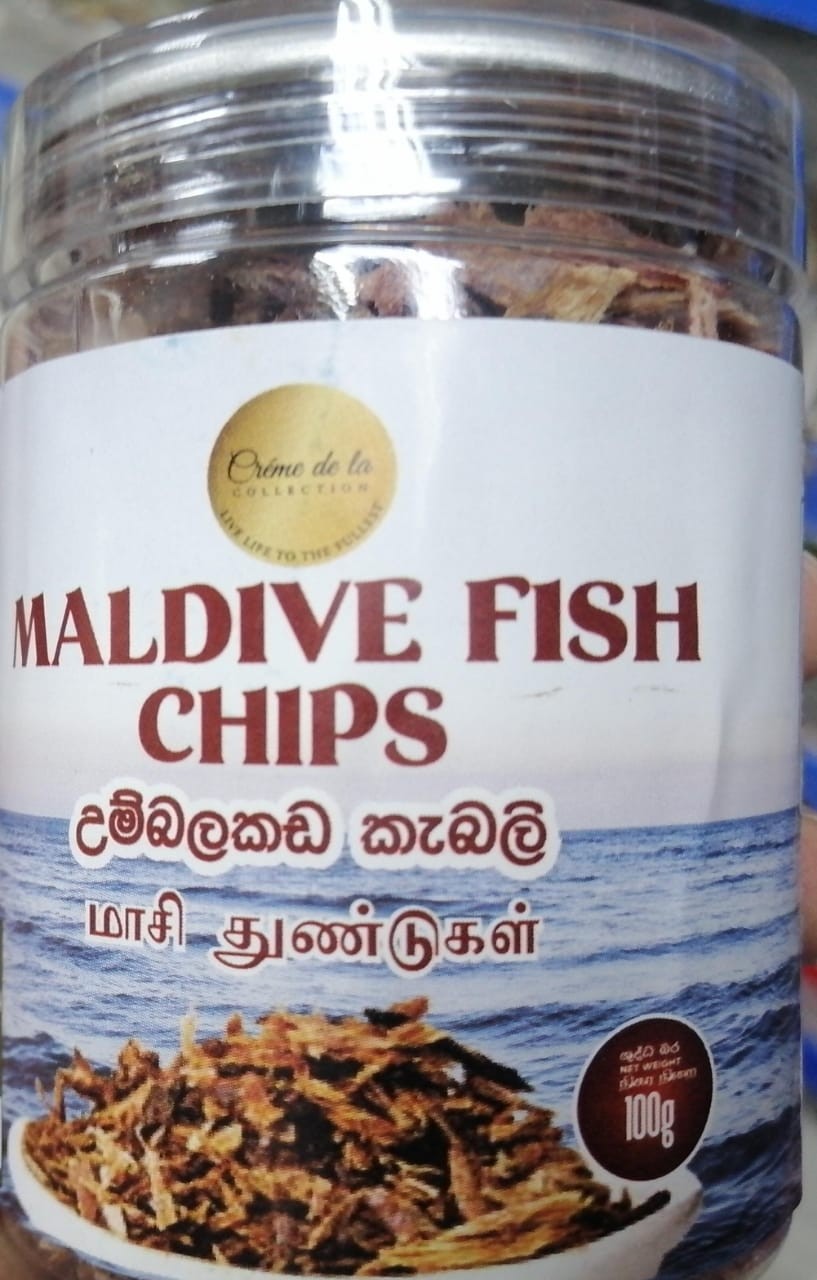 Créme de la
COLLECTION
LIVE LIFE TO THE FULLEST
MALDIVE FISH
CHIPS
උම්බලකඩ කැබලි
மாசி துண்டுகள்
ශුද්ධ බර
NET WEIGHT
100g